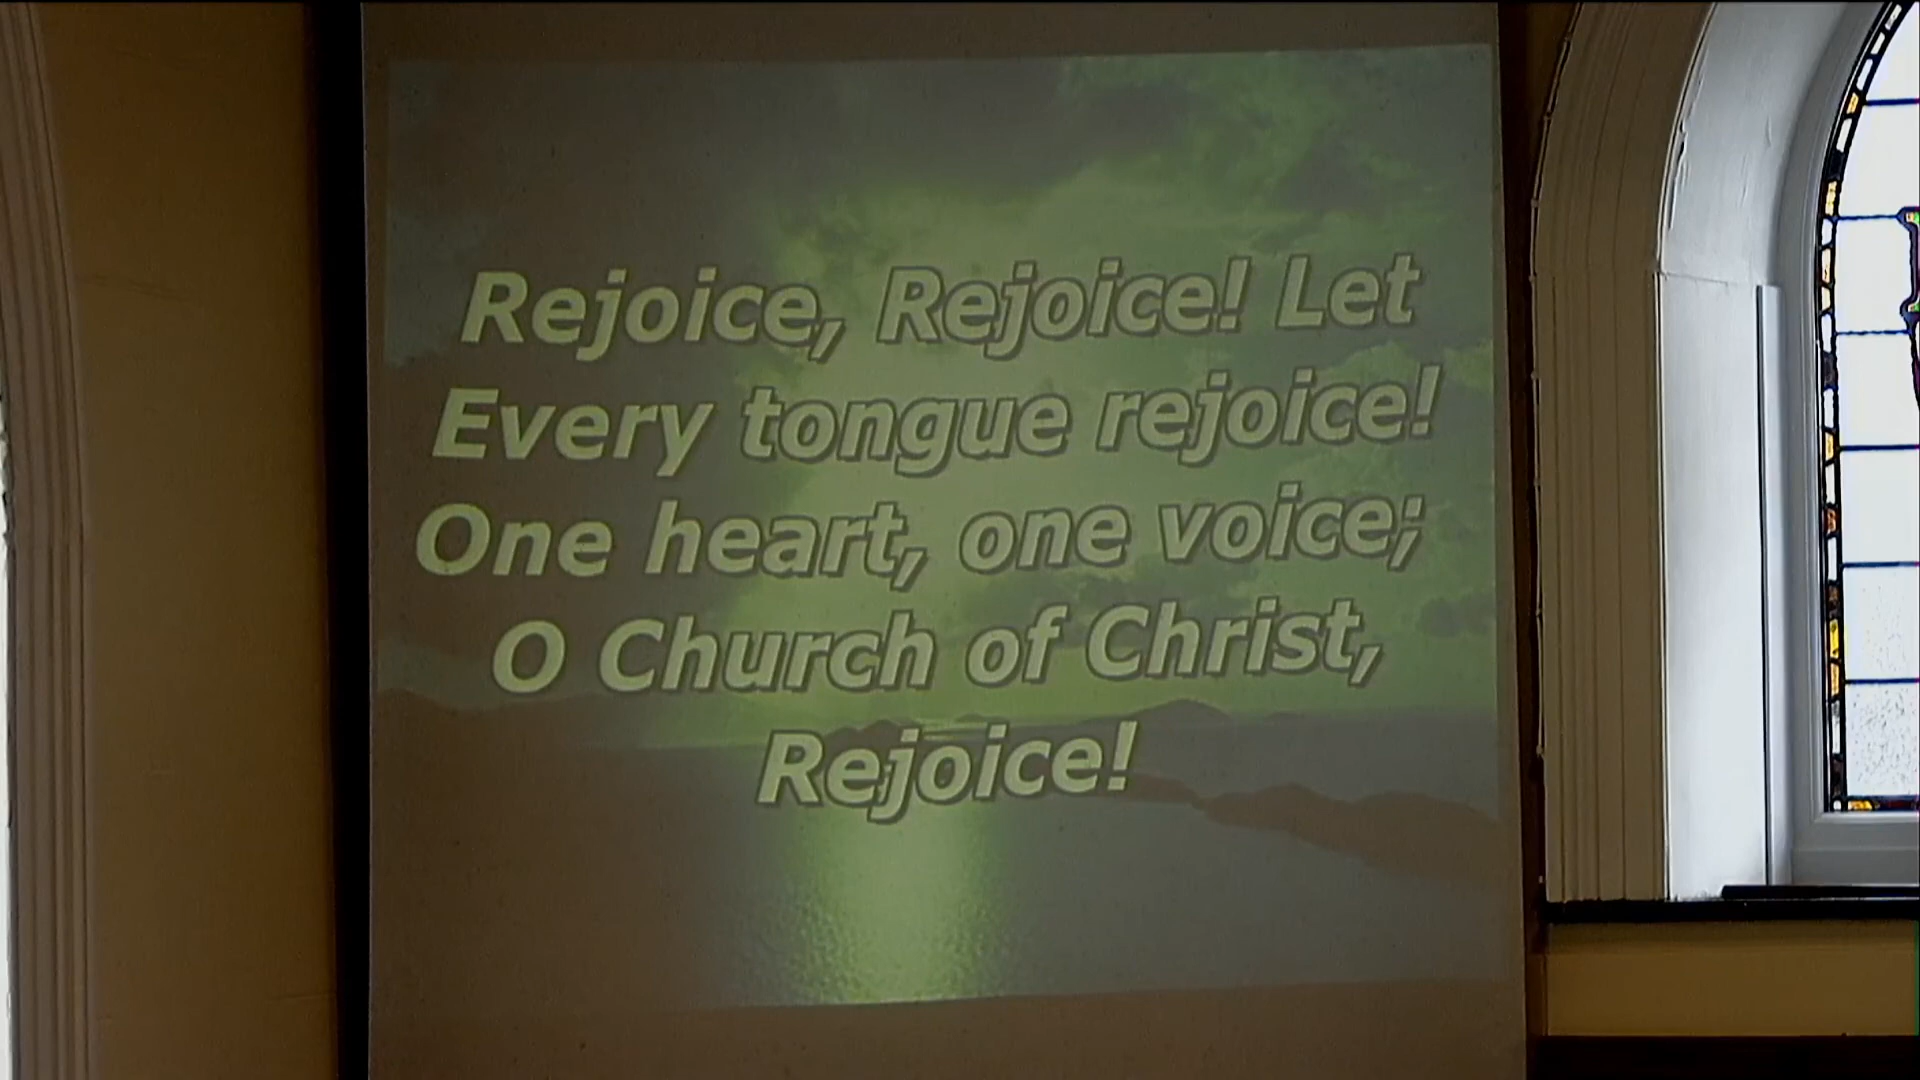 Rejoice, Rejoice! Let
Every tongue rejoice!
One heart, one voice;
O Church of Christ,
Rejoice!